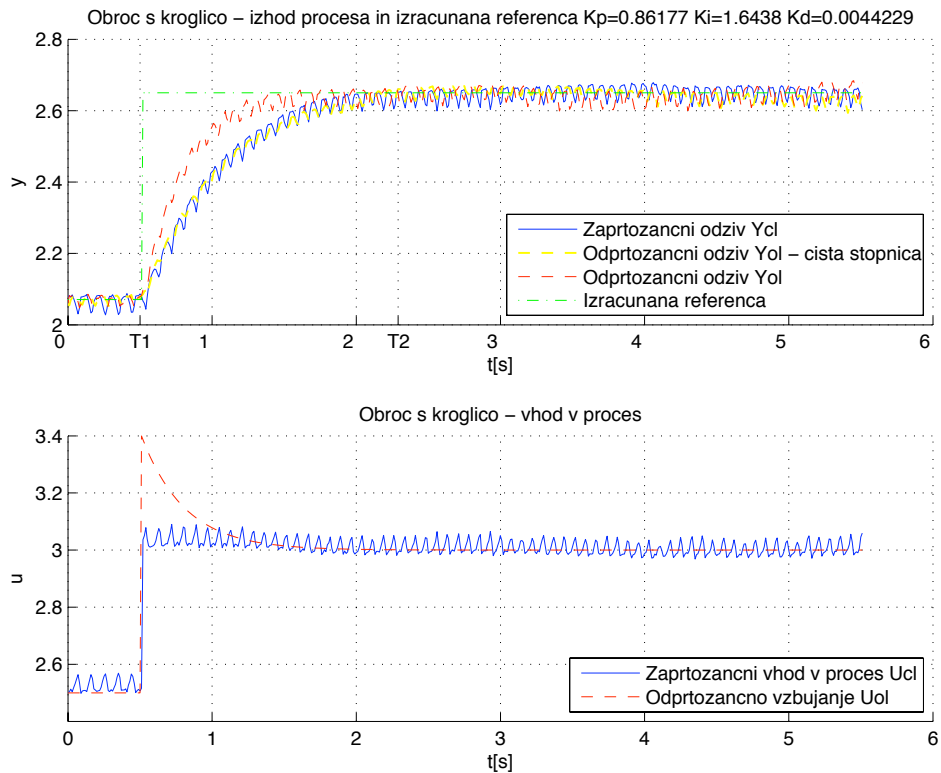 Obroc s kroglico – izhod procesa in izracunana referenca Kp=0.86177 Ki=1.6438 Kd=0.0044229
2.8
2.6
2.4
2.2
2
y
Zaprtozancni odziv Ycl
Odprtozancni odziv Yol – cista stopnica
Odprtozancni odziv Yol
Izracunana referenca
0 T1 1 2 T2 3 4 5 6
t[s]
Obroc s kroglico – vhod v proces
3.4
3.2
3.0
2.8
2.6
u
Zaprtozancni vhod v proces Ucl
Odprtozancno vzbujanje Uol
0 1 2 3 4 5 6
t[s]